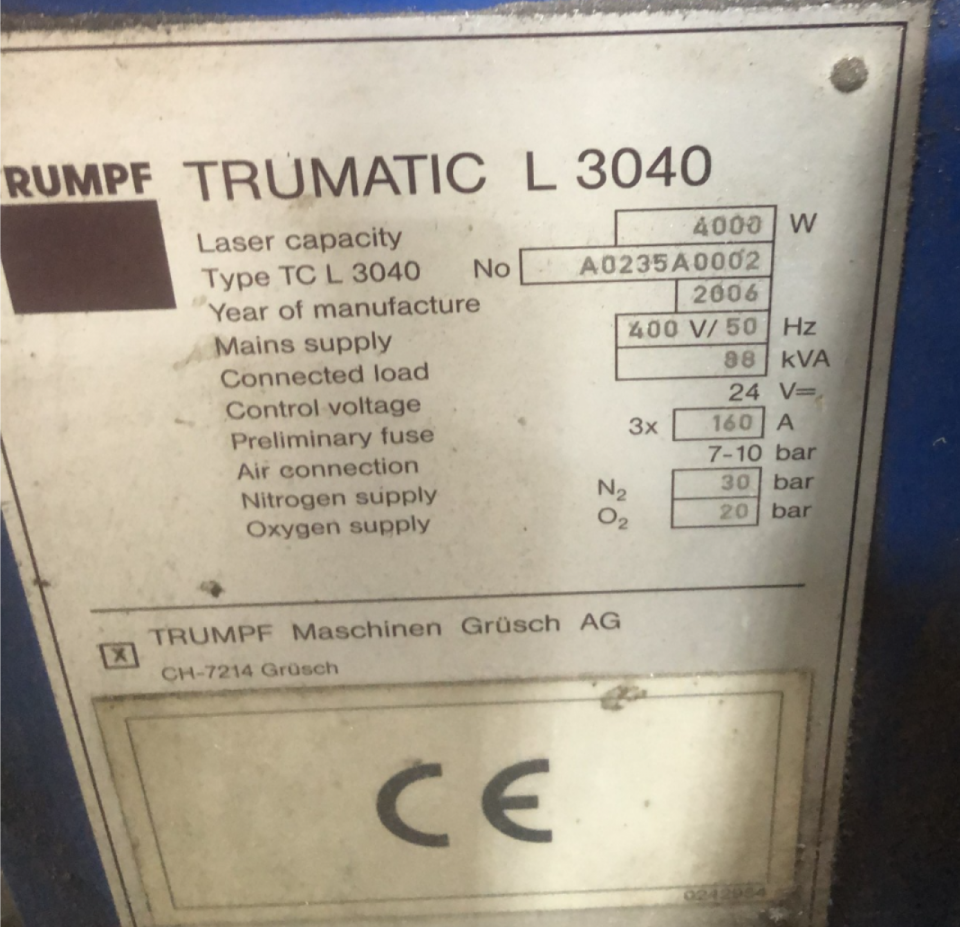 RUMPF TRUMATIC L 3040
Laser capacity 4000 W
Type TC L 3040 No A0235A0002
Year of manufacture 2006
Mains supply 400 V/ 50 Hz
Connected load 88 kVA
Control voltage 24 V=
Preliminary fuse 3x 160 A
Air connection 7-10 bar
Nitrogen supply N₂ 30 bar
Oxygen supply O₂ 20 bar
X TRUMPF Maschinen Grüsch AG
CH-7214 Grüsch
CE